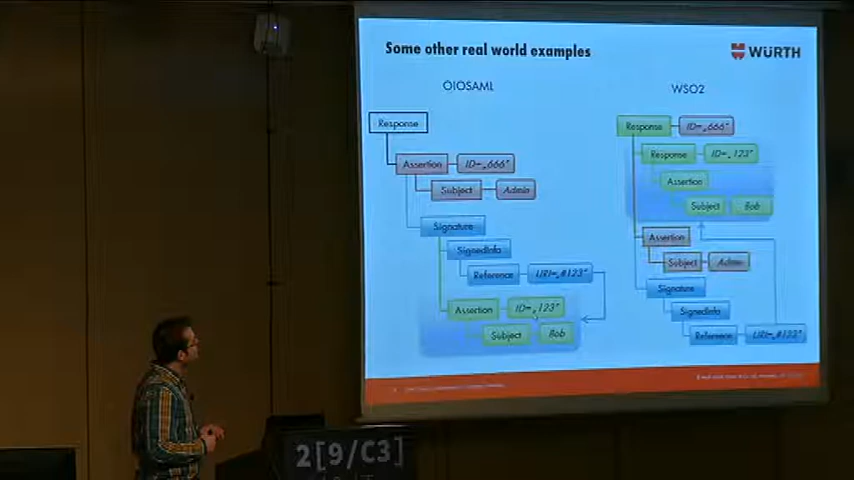 Some other real world examples
WÜRTH
OIOSAML
WSO2
Response
Assertion
ID=„666"
Subject
Admin
Signature
SignedInfo
Reference
URI=„#123"
Assertion
ID=„123"
Subject
Bob
Response
ID=„666"
Response
ID=„123"
Assertion
Subject
Bob
Assertion
Subject
Admin
Signature
SignedInfo
Reference
URI=„#123"
2[9/C3]